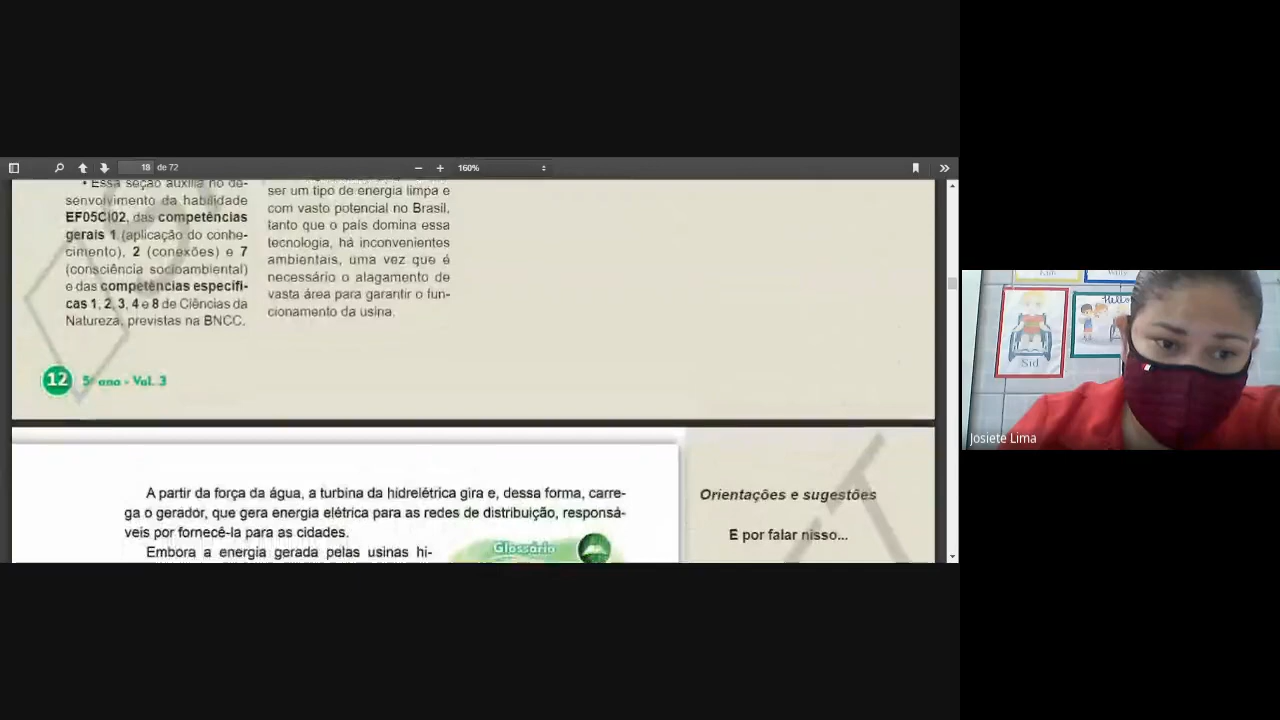 18 de 72
160%
• Essa seção auxilia no de-
senvolvimento da habilidade
EF05CI02, das competências
gerais 1 (aplicação do conhe-
cimento), 2 (conexões) e 7
(consciência socioambiental)
e das competências específi-
cas 1, 2, 3, 4 e 8 de Ciências da
Natureza, previstas na BNCC.
ser um tipo de energia limpa e
com vasto potencial no Brasil,
tanto que o país domina essa
tecnologia, há inconvenientes
ambientais, uma vez que é
necessário o alagamento de
vasta área para garantir o fun-
cionamento da usina.
12 5º ano - Vol. 3
A partir da força da água, a turbina da hidrelétrica gira e, dessa forma, carre-
ga o gerador, que gera energia elétrica para as redes de distribuição, responsá-
veis por fornecê-la para as cidades.
Embora a energia gerada pelas usinas hi-
Glossário
Orientações e sugestões
E por falar nisso...
Hello
Sid
Josiete Lima